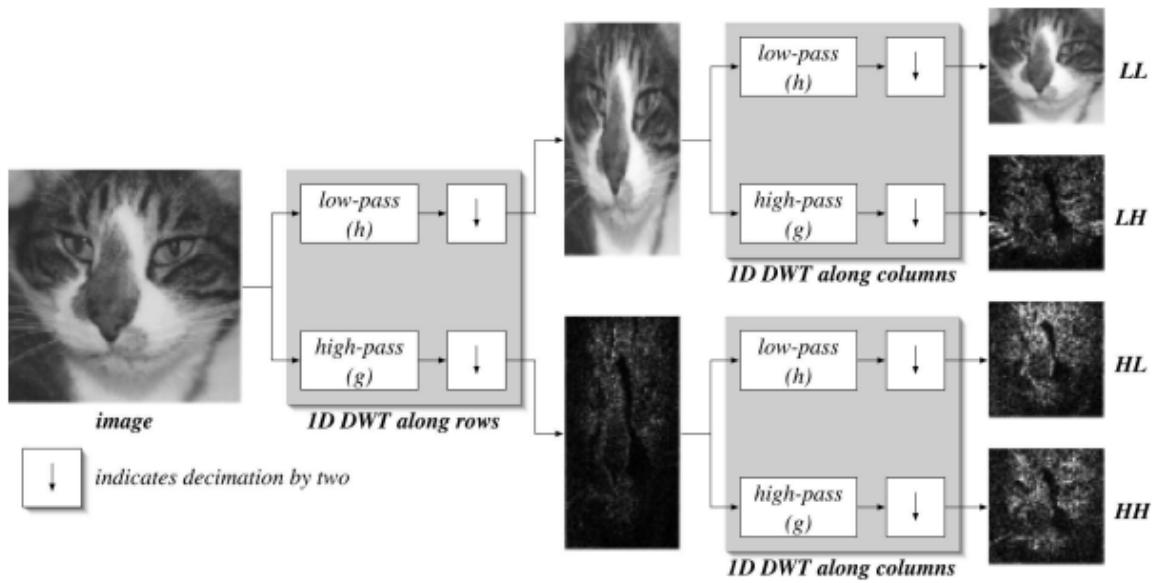 low-pass
(h)
LL
high-pass
(g)
LH
1D DWT along columns
low-pass
(h)
high-pass
(g)
image
1D DWT along rows
indicates decimation by two
low-pass
(h)
HL
high-pass
(g)
HH
1D DWT along columns